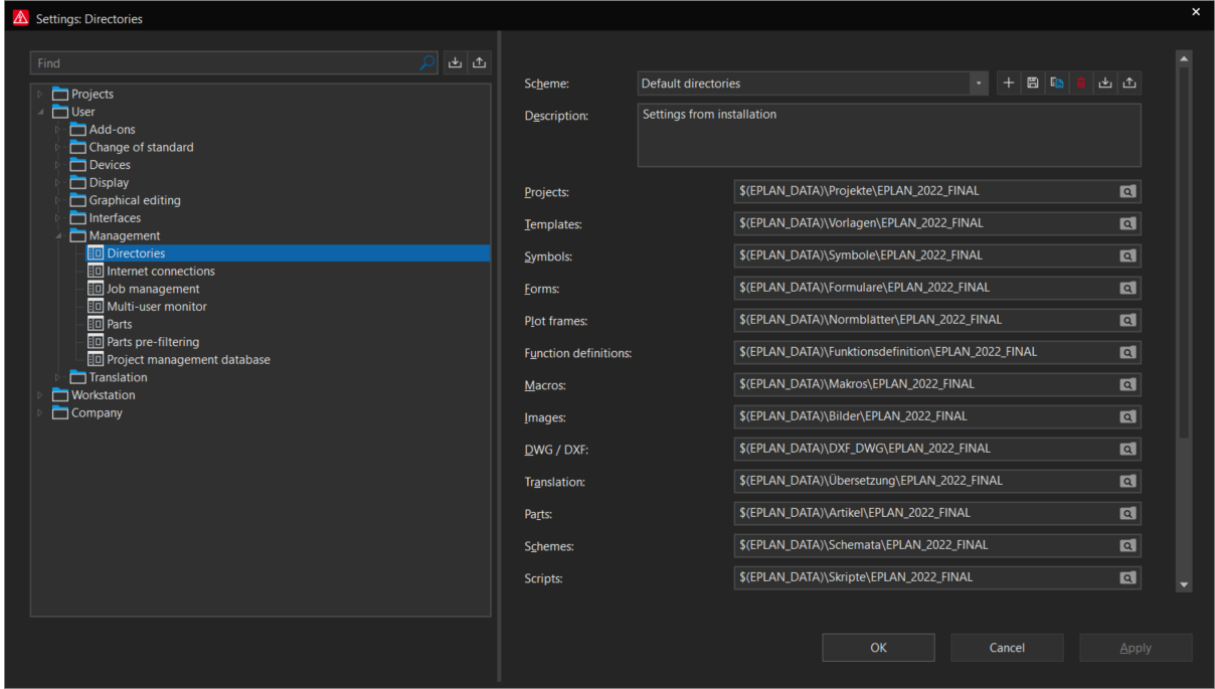 Settings: Directories
Find
Projects
User
Add-ons
Change of standard
Devices
Display
Graphical editing
Interfaces
Management
Directories
Internet connections
Job management
Multi-user monitor
Parts
Parts pre-filtering
Project management database
Translation
Workstation
Company
Scheme: Default directories
Description: Settings from installation
Projects: $(EPLAN_DATA)\Projekte\EPLAN_2022_FINAL
Templates: $(EPLAN_DATA)\Vorlagen\EPLAN_2022_FINAL
Symbols: $(EPLAN_DATA)\Symbole\EPLAN_2022_FINAL
Forms: $(EPLAN_DATA)\Formulare\EPLAN_2022_FINAL
Plot frames: $(EPLAN_DATA)\Normblätter\EPLAN_2022_FINAL
Function definitions: $(EPLAN_DATA)\Funktionsdefinition\EPLAN_2022_FINAL
Macros: $(EPLAN_DATA)\Makros\EPLAN_2022_FINAL
Images: $(EPLAN_DATA)\Bilder\EPLAN_2022_FINAL
DWG / DXF: $(EPLAN_DATA)\DXF_DWG\EPLAN_2022_FINAL
Translation: $(EPLAN_DATA)\Übersetzung\EPLAN_2022_FINAL
Parts: $(EPLAN_DATA)\Artikel\EPLAN_2022_FINAL
Schemes: $(EPLAN_DATA)\Schemata\EPLAN_2022_FINAL
Scripts: $(EPLAN_DATA)\Skripte\EPLAN_2022_FINAL
OK Cancel Apply